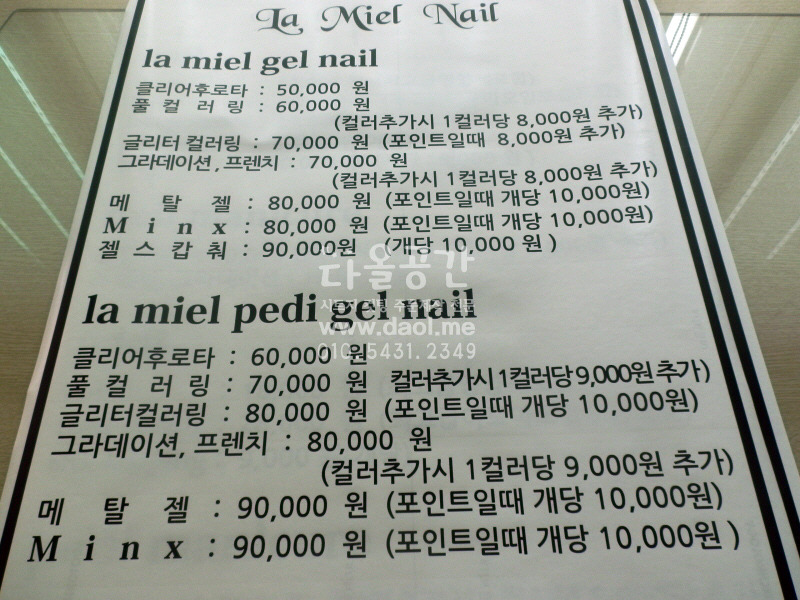 La Miel Nail
la miel gel nail
클리어후로타 : 50,000 원
풀 컬 러 링 : 60,000 원
(컬러추가시 1컬러당 8,000원 추가)
글리터 컬러링 : 70,000 원 (포인트일때 8,000원 추가)
그라데이션, 프렌치 : 70,000 원
(컬러추가시 1컬러당 8,000원 추가)
메 탈 젤 : 80,000 원 (포인트일때 개당 10,000원)
Minx : 80,000 원 (포인트일때 개당 10,000원)
젤 스 캅 춰 : 90,000원 (개당 10,000 원 )
다올공간
www.daol.me
010.5431.2349
la miel pedi gel nail
클리어후로타 : 60,000 원
풀 컬 러 링 : 70,000 원 컬러추가시 1컬러당 9,000원 추가)
글리터컬러링 : 80,000 원 (포인트일때 개당 10,000원)
그라데이션, 프렌치 : 80,000 원
(컬러추가시 1컬러당 9,000원 추가)
메 탈 젤 : 90,000 원 (포인트일때 개당 10,000원)
Minx : 90,000 원 (포인트일때 개당 10,000원 )